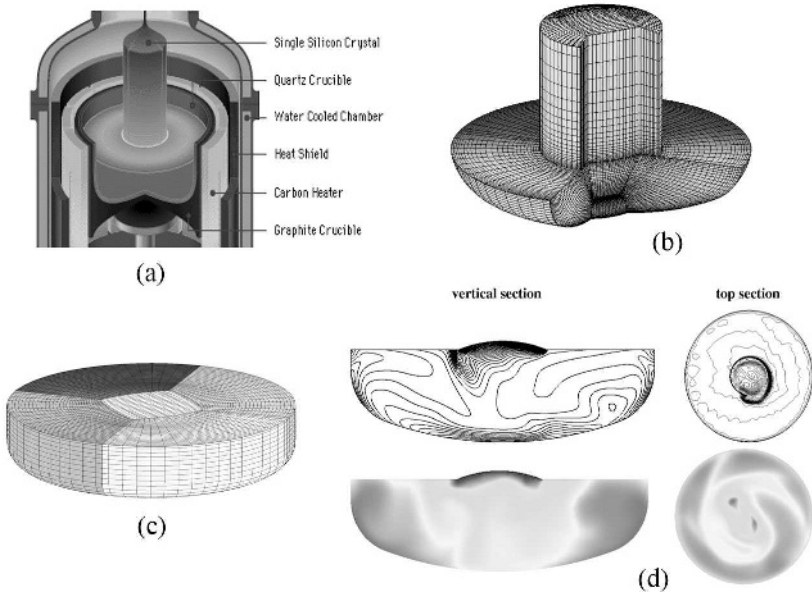 Single Silicon Crystal
Quartz Crucible
Water Cooled Chamber
Heat Shield
Carbon Heater
Graphite Crucible
(a)
(b)
vertical section
top section
(c)
(d)